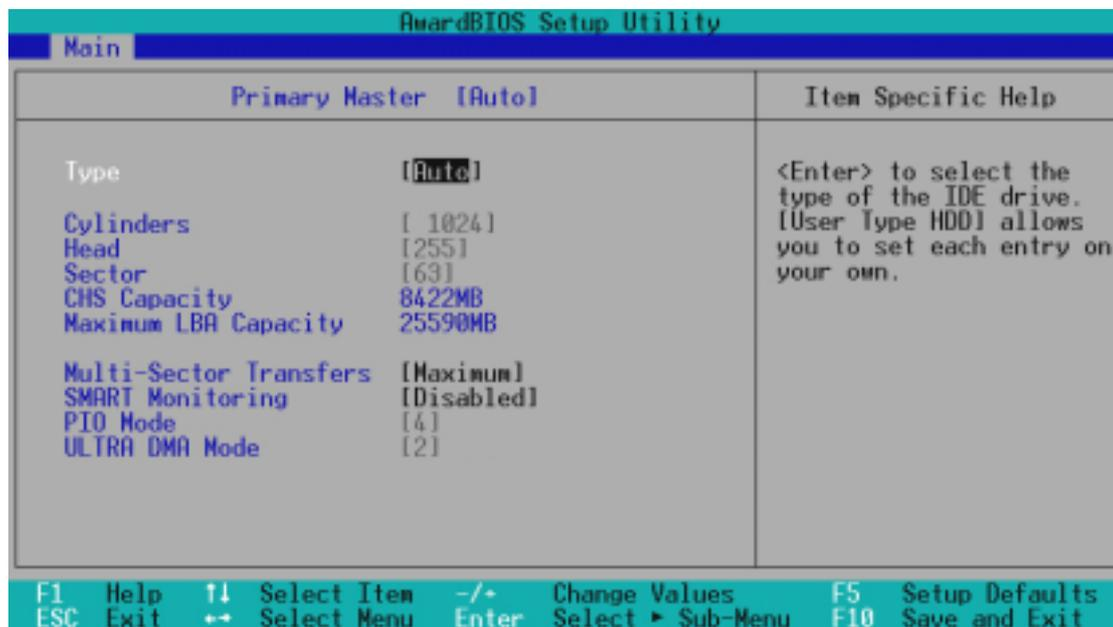 AwardBIOS Setup Utility
Main
Primary Master [Auto]
Item Specific Help
Type [Auto]
Cylinders [ 1024]
Head [255]
Sector [63]
CHS Capacity 8422MB
Maximum LBA Capacity 25590MB
Multi-Sector Transfers [Maximum]
SMART Monitoring [Disabled]
PIO Mode [4]
ULTRA DMA Mode [2]
<Enter> to select the
type of the IDE drive.
[User Type HDD] allows
you to set each entry on
your own.
F1 Help ↑↓ Select Item -/+ Change Values F5 Setup Defaults
ESC Exit ←→ Select Menu Enter Select ► Sub-Menu F10 Save and Exit